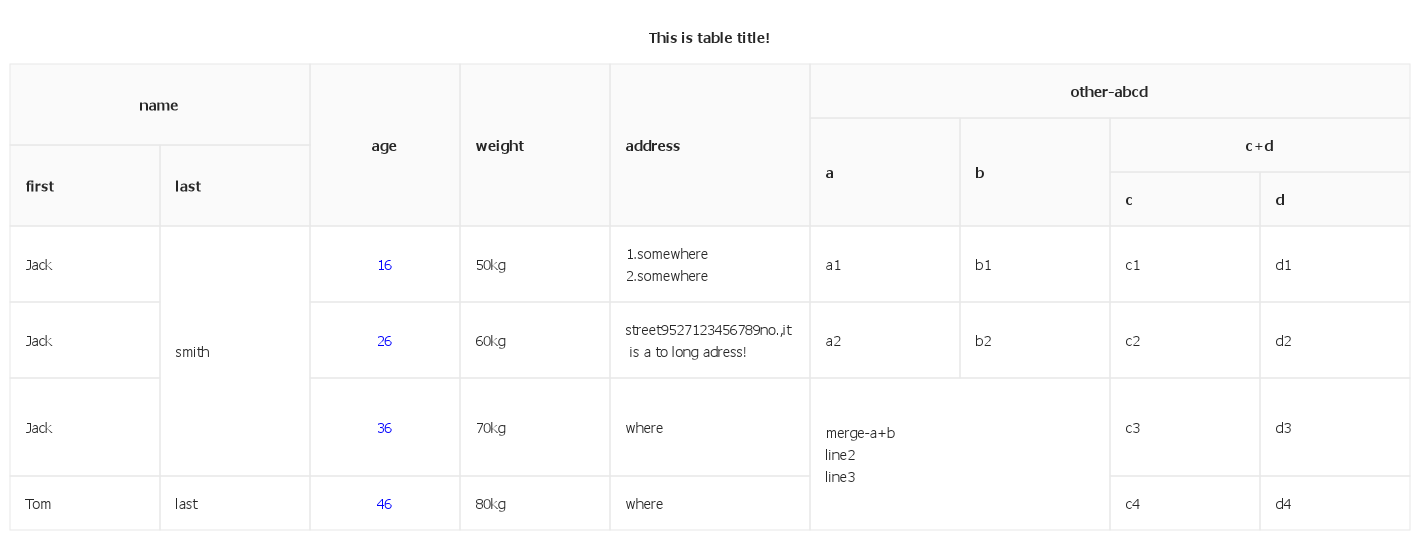 This is table title!
name
age
weight
address
other-abcd
first
last
a
b
c+d
c
d
Jack
smith
16
50kg
1.somewhere
2.somewhere
a1
b1
c1
d1
Jack
26
60kg
street9527123456789no.,it
is a to long adress!
a2
b2
c2
d2
Jack
36
70kg
where
merge-a+b
line2
line3
c3
d3
Tom
last
46
80kg
where
c4
d4